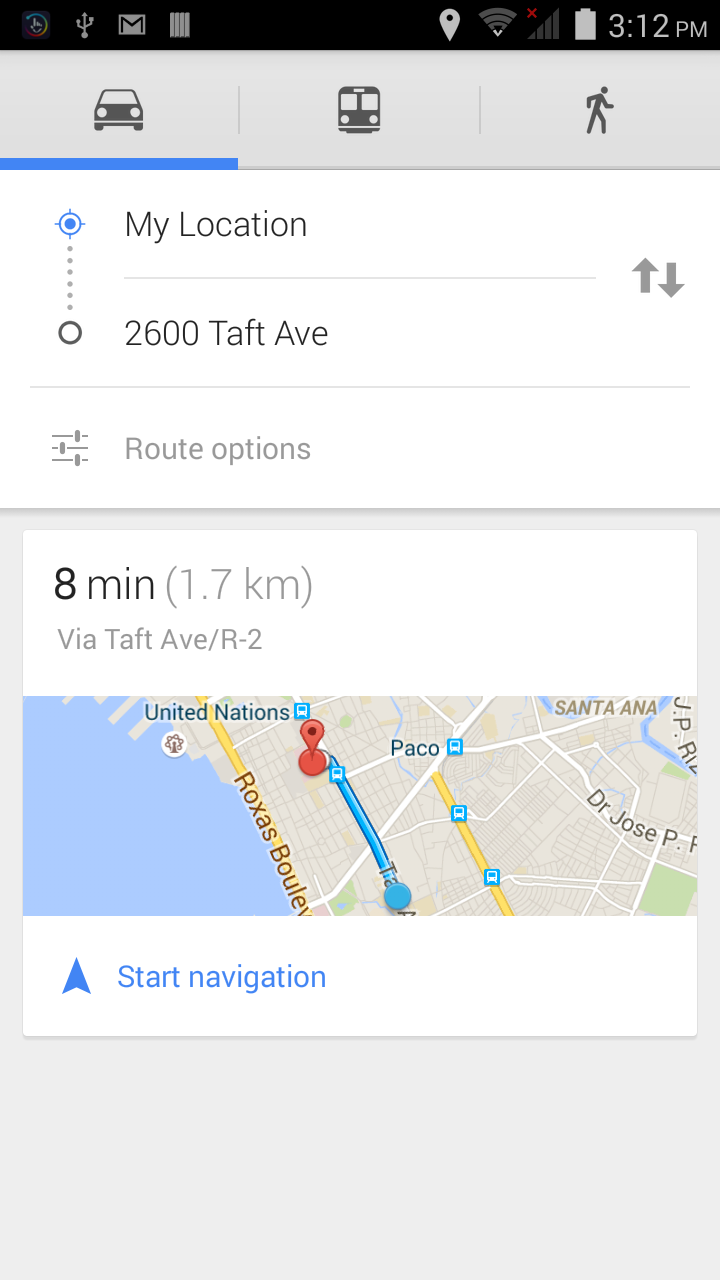 3:12 PM
My Location
2600 Taft Ave
Route options
8 min (1.7 km)
Via Taft Ave/R-2
United Nations
SANTA ANA
Paco
Roxas Boulev
Dr Jose P. R
J.P. Riz
Ta
A
Start navigation